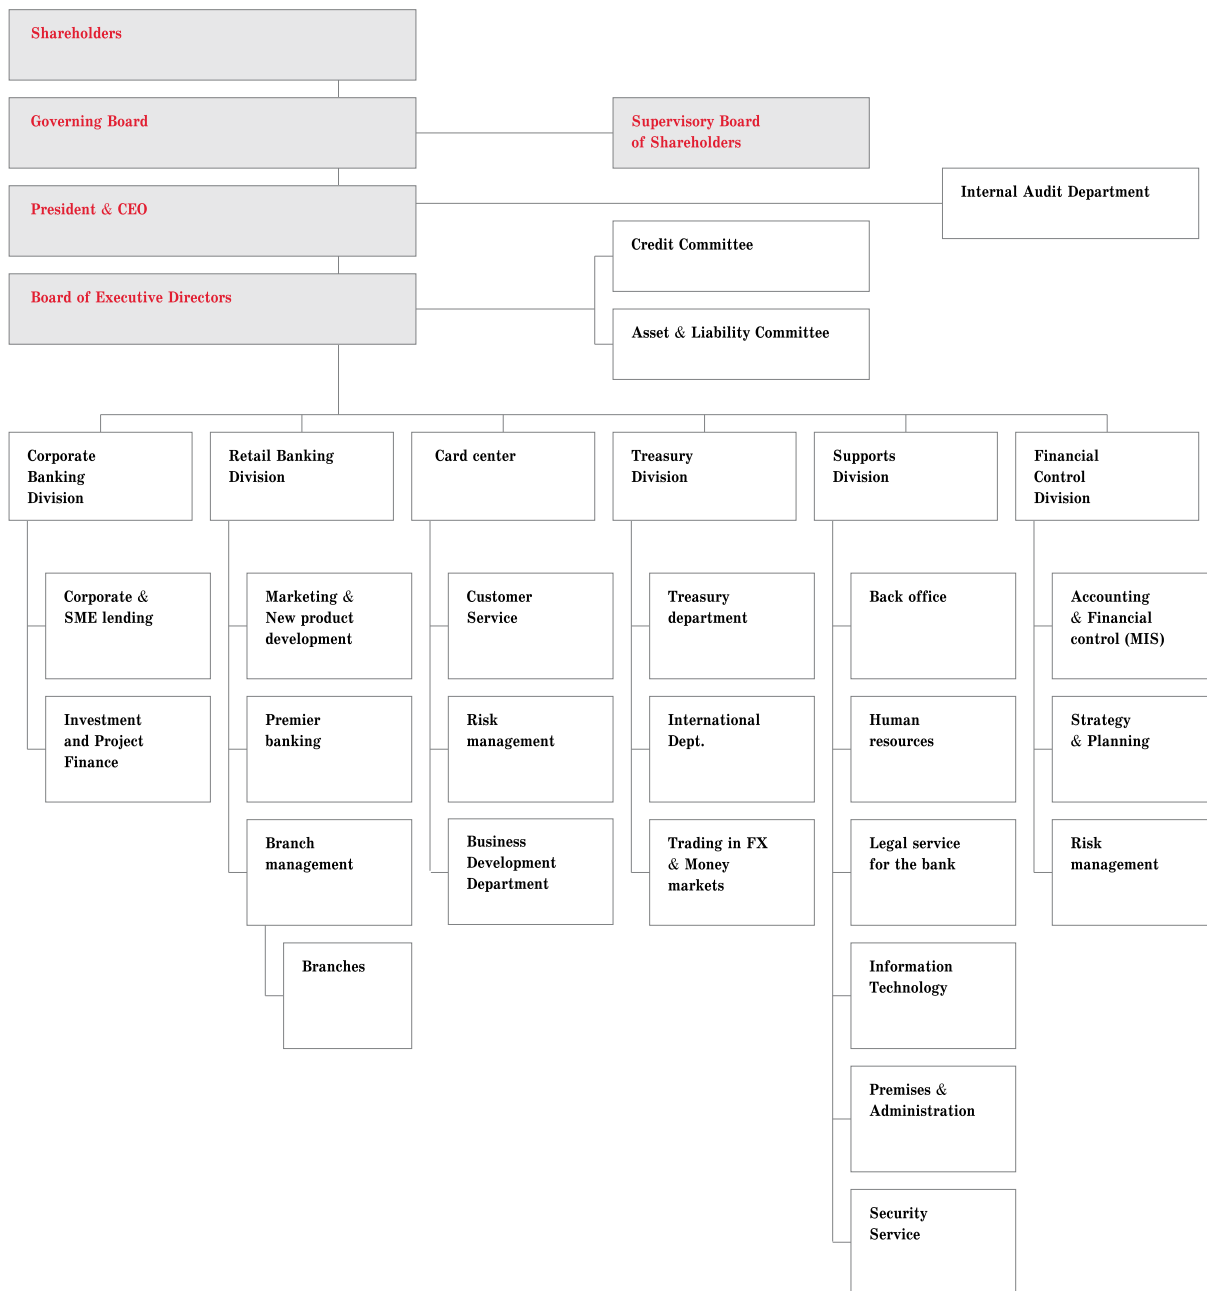 Shareholders
Governing Board
Supervisory Board
of Shareholders
President & CEO
Internal Audit Department
Credit Committee
Board of Executive Directors
Asset & Liability Committee
Corporate
Banking
Division
Retail Banking
Division
Card center
Treasury
Division
Supports
Division
Financial
Control
Division
Corporate &
SME lending
Marketing &
New product
development
Customer
Service
Treasury
department
Back office
Accounting
& Financial
control (MIS)
Investment
and Project
Finance
Premier
banking
Risk
management
International
Dept.
Human
resources
Strategy
& Planning
Branch
management
Business
Development
Department
Trading in FX
& Money
markets
Legal service
for the bank
Risk
management
Branches
Information
Technology
Premises &
Administration
Security
Service